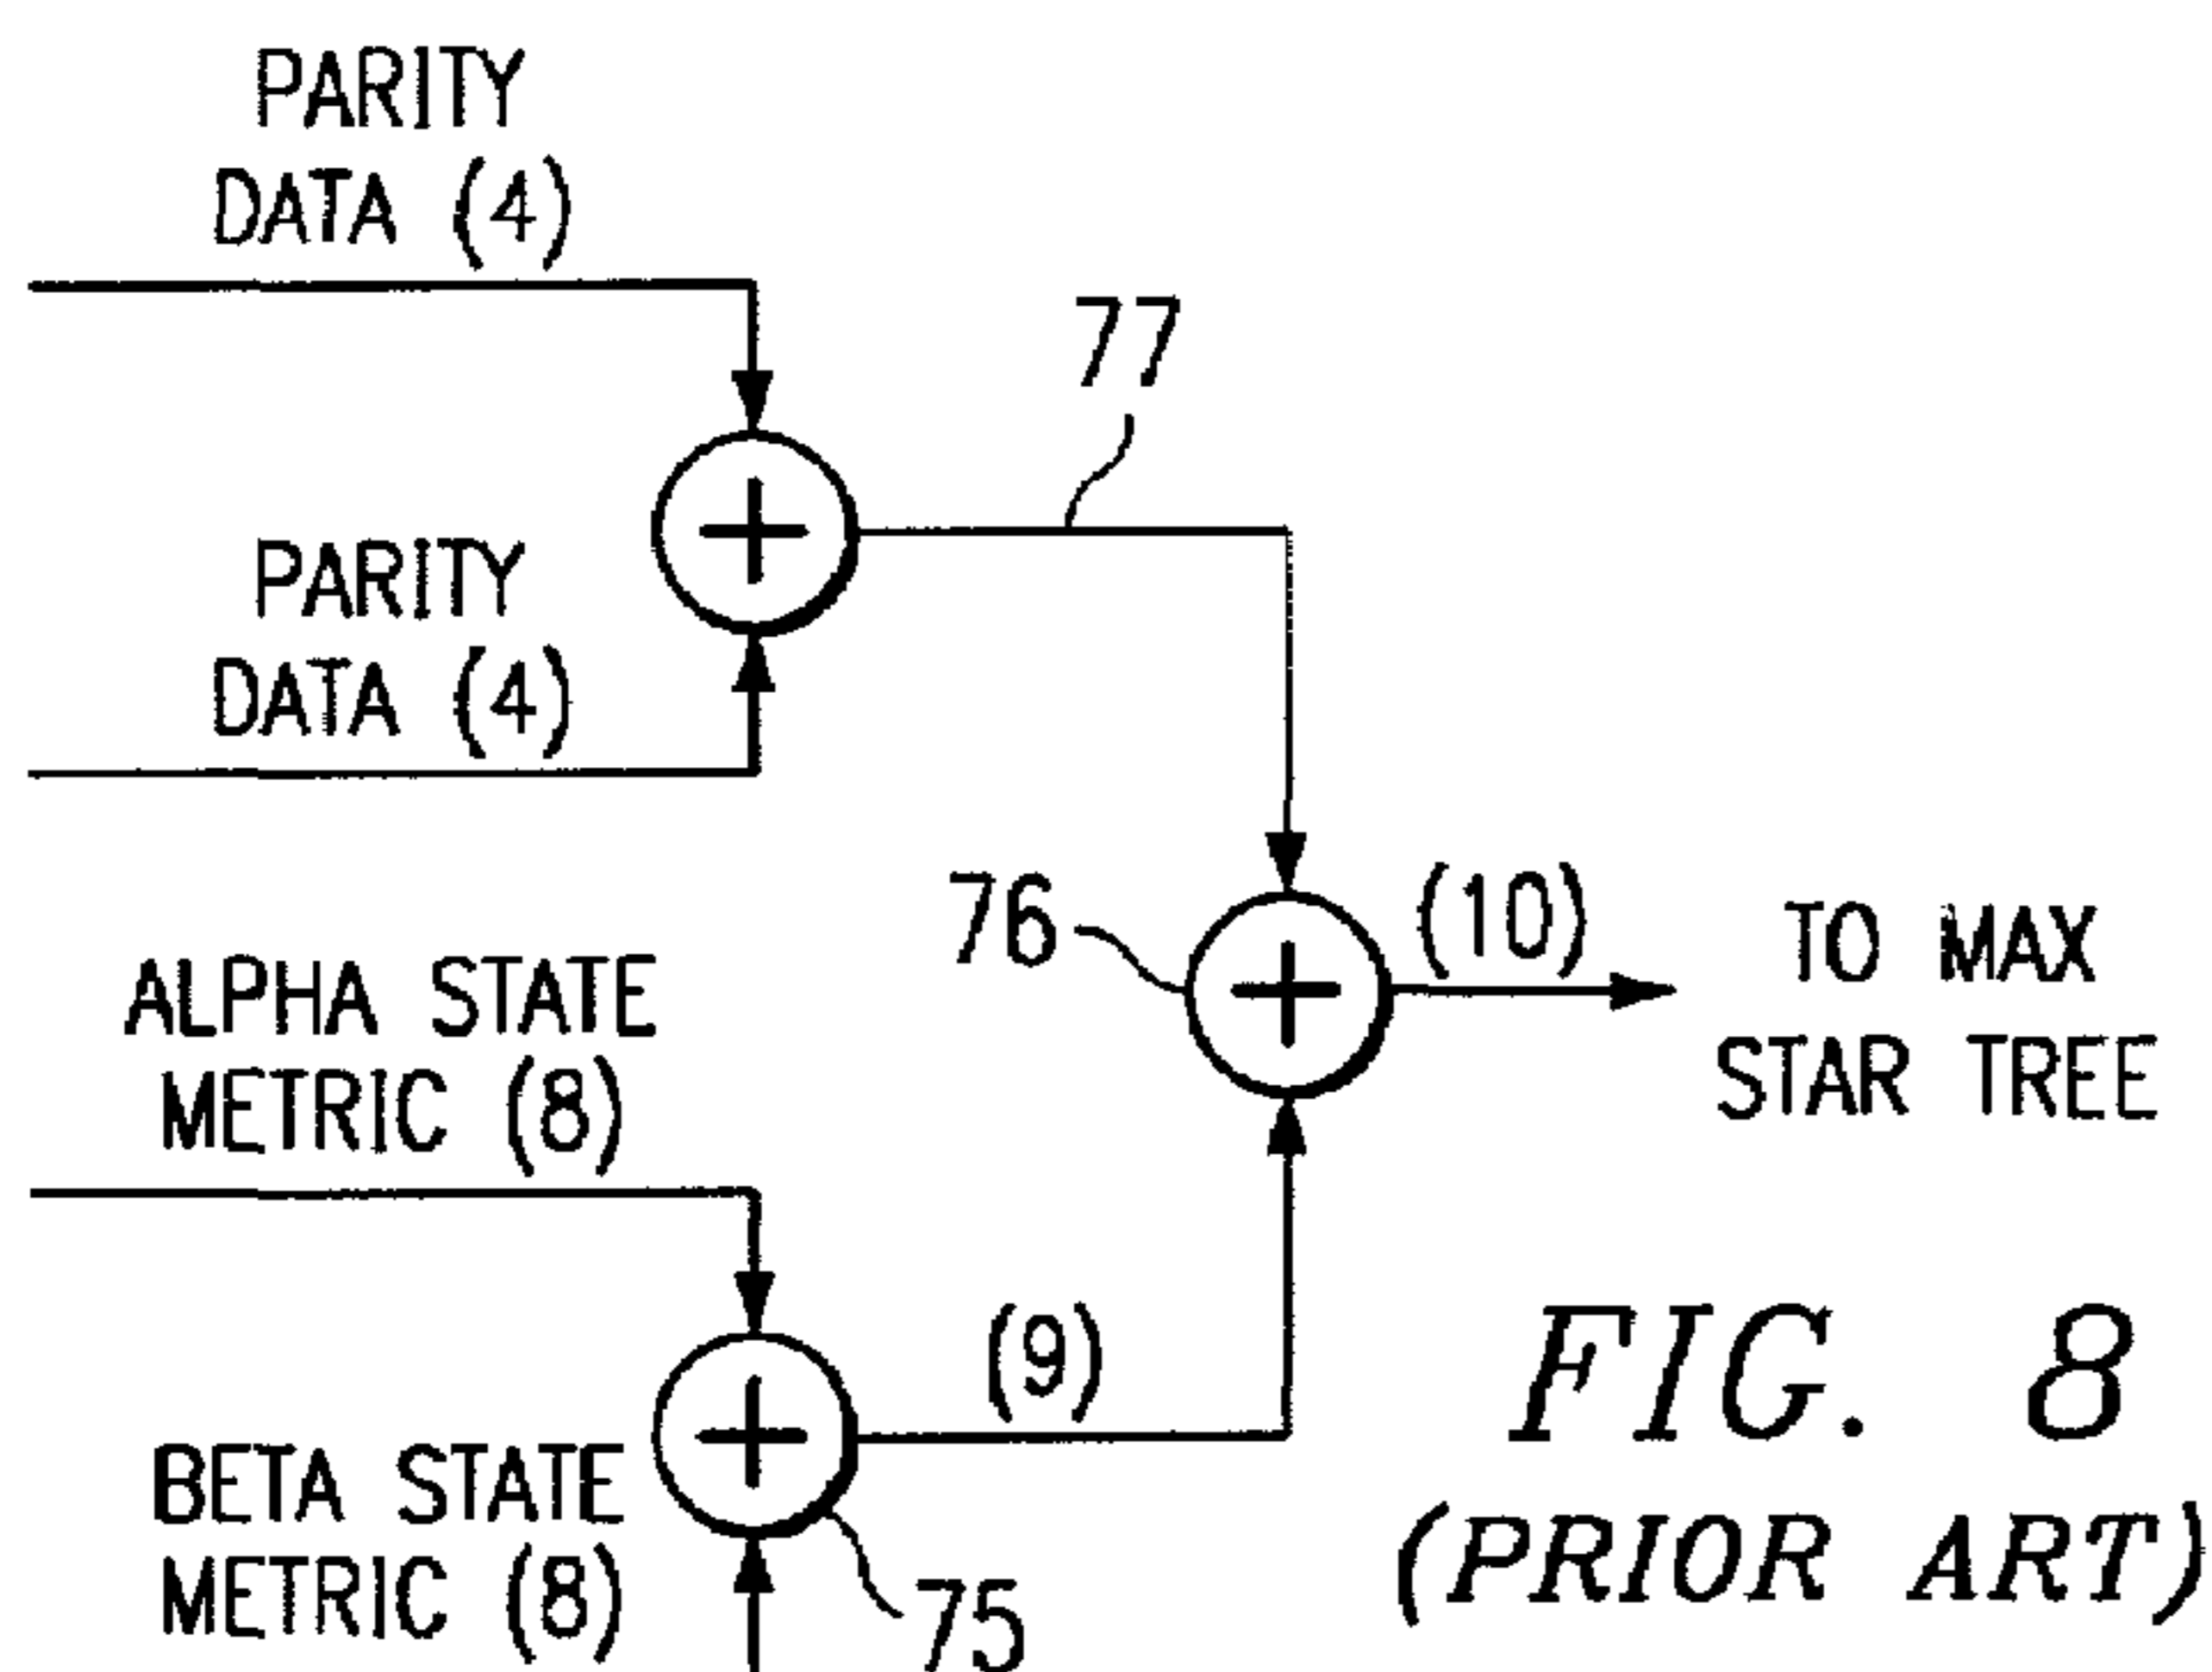 PARITY
DATA (4)
77
PARITY
DATA (4)
76
(10)
TO MAX
STAR TREE
ALPHA STATE
METRIC (8)
(9)
BETA STATE
METRIC (8)
75
FIG. 8
(PRIOR ART)